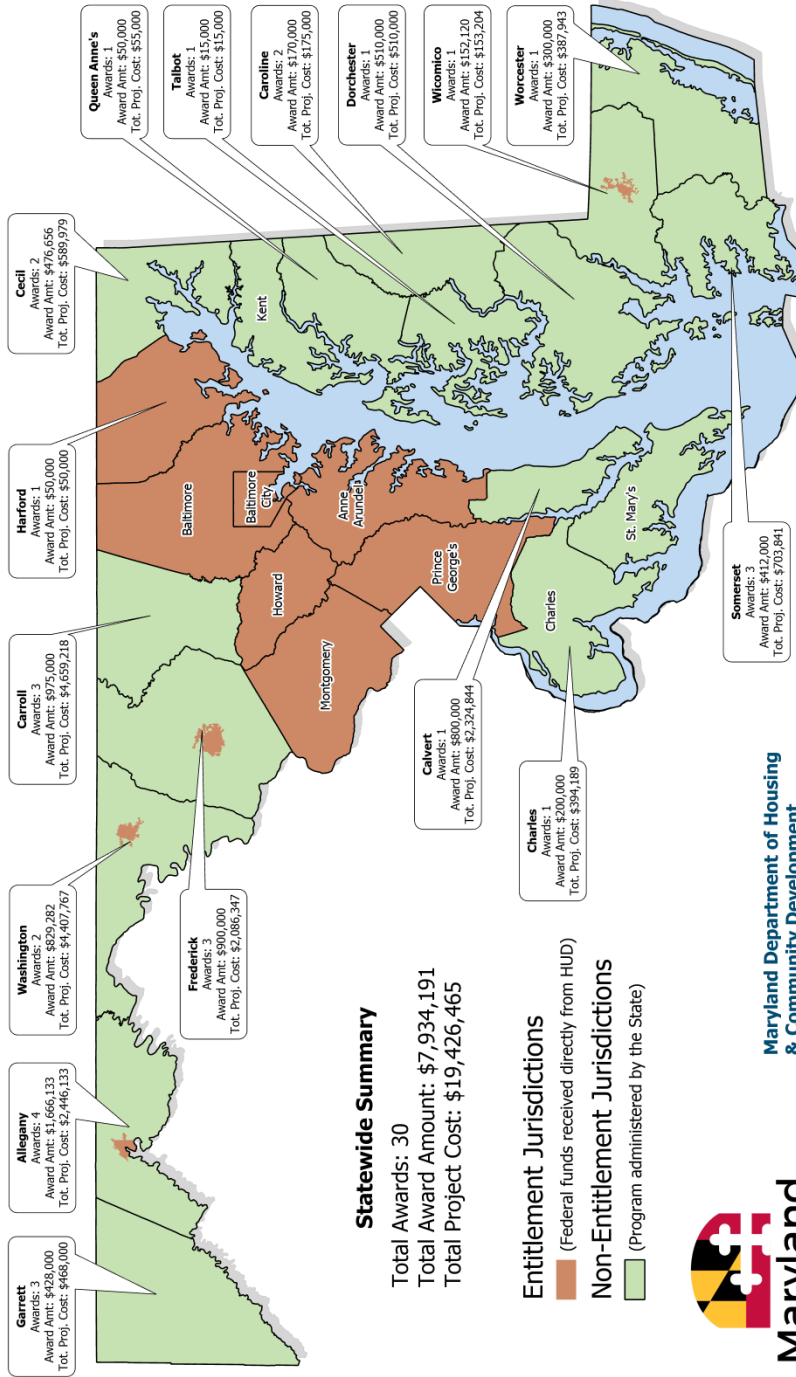 Garrett
Awards: 3
Award Amt: $428,000
Tot. Proj. Cost: $468,000
Allegany
Awards: 4
Award Amt: $1,666,133
Tot. Proj. Cost: $2,446,133
Washington
Awards: 2
Award Amt: $829,282
Tot. Proj. Cost: $4,407,767
Carroll
Awards: 3
Award Amt: $975,000
Tot. Proj. Cost: $4,659,218
Harford
Awards: 1
Award Amt: $50,000
Tot. Proj. Cost: $50,000
Cecil
Awards: 2
Award Amt: $476,656
Tot. Proj. Cost: $589,979
Queen Anne's
Awards: 1
Award Amt: $50,000
Tot. Proj. Cost: $55,000
Talbot
Awards: 1
Award Amt: $15,000
Tot. Proj. Cost: $15,000
Caroline
Awards: 2
Award Amt: $170,000
Tot. Proj. Cost: $175,000
Dorchester
Awards: 1
Award Amt: $510,000
Tot. Proj. Cost: $510,000
Wicomico
Awards: 1
Award Amt: $152,120
Tot. Proj. Cost: $153,204
Worcester
Awards: 1
Award Amt: $300,000
Tot. Proj. Cost: $387,943
Frederick
Awards: 3
Award Amt: $900,000
Tot. Proj. Cost: $2,086,347
Baltimore
Baltimore
City
Kent
Howard
Anne
Arundel
Montgomery
Prince
George's
Charles
St. Mary's
Calvert
Awards: 1
Award Amt: $800,000
Tot. Proj. Cost: $2,324,844
Charles
Awards: 1
Award Amt: $200,000
Tot. Proj. Cost: $394,189
Somerset
Awards: 3
Award Amt: $412,000
Tot. Proj. Cost: $703,841
Statewide Summary
Total Awards: 30
Total Award Amount: $7,934,191
Total Project Cost: $19,426,465
Entitlement Jurisdictions
(Federal funds received directly from HUD)
Non-Entitlement Jurisdictions
(Program administered by the State)
Maryland
Maryland Department of Housing
& Community Development